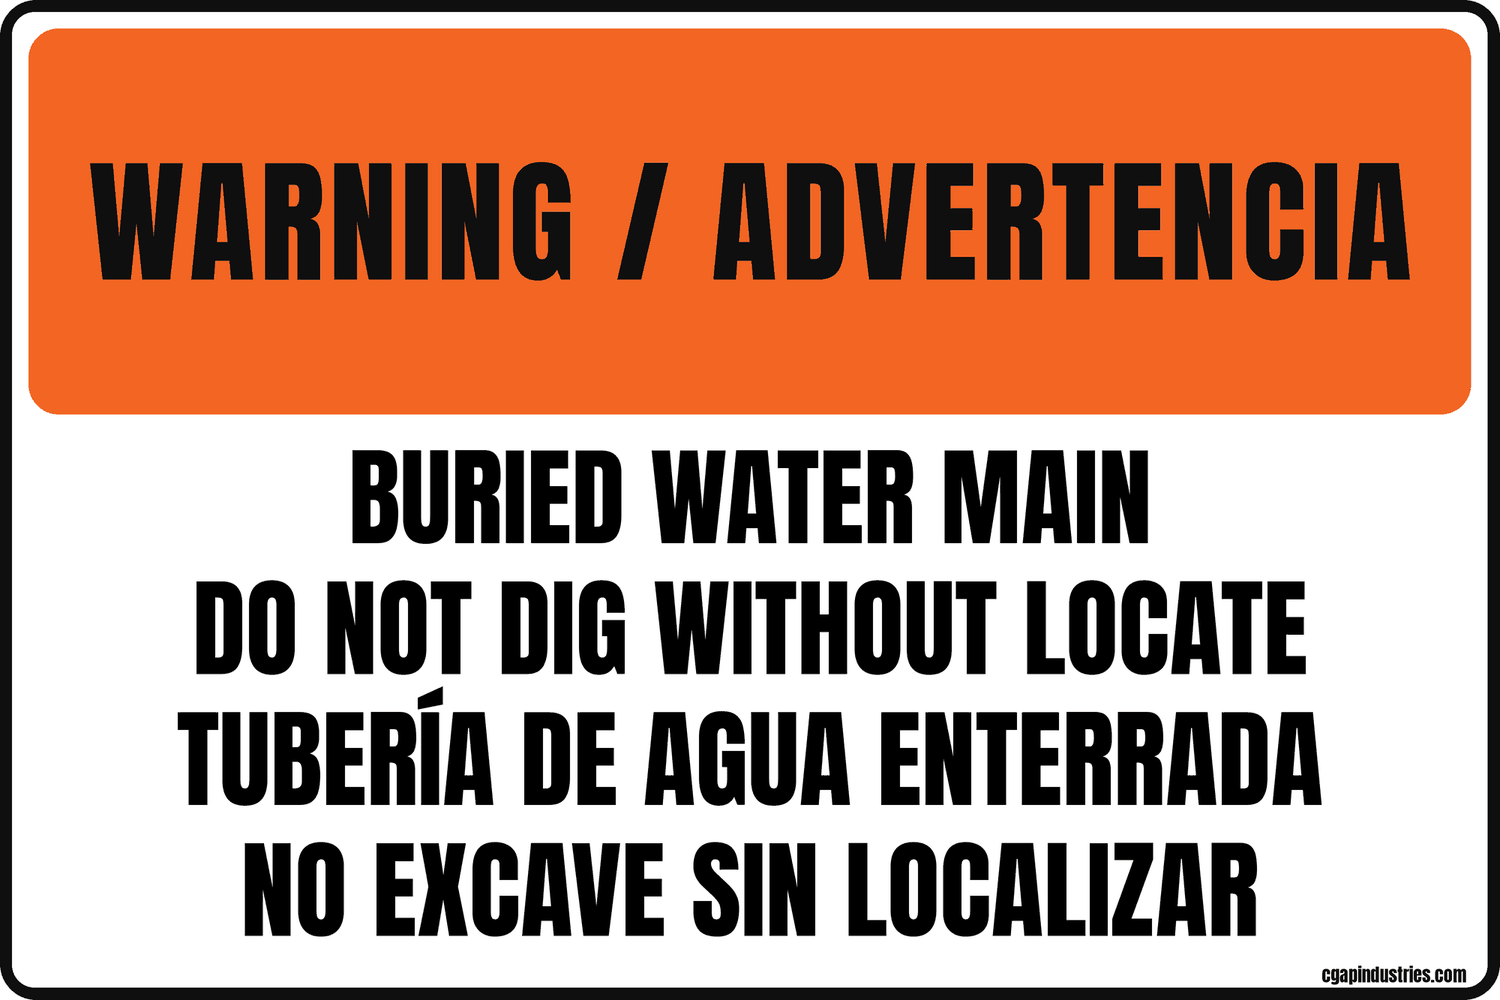 WARNING / ADVERTENCIA
BURIED WATER MAIN
DO NOT DIG WITHOUT LOCATE
TUBERÍA DE AGUA ENTERRADA
NO EXCAVE SIN LOCALIZAR
cgapindustries.com